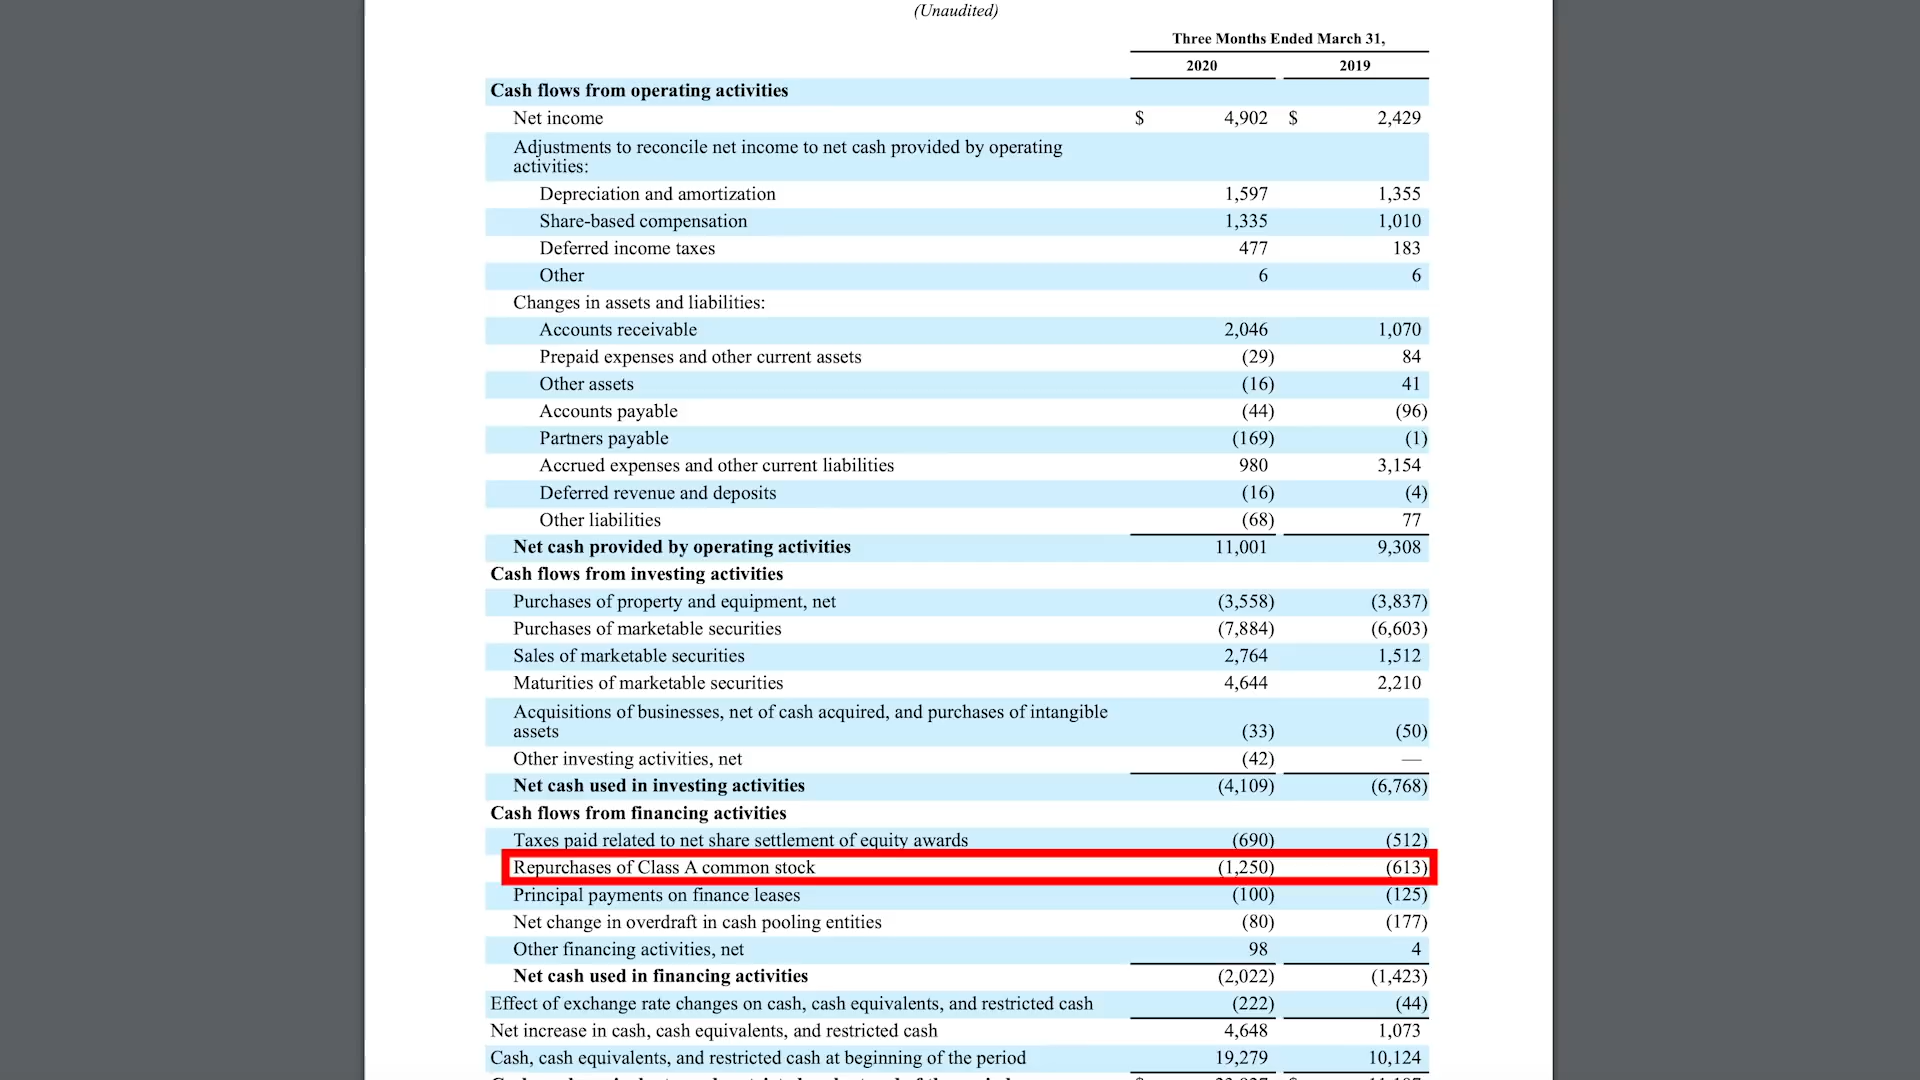 (Unaudited)
Three Months Ended March 31,
2020 2019
Cash flows from operating activities
Net income $ 4,902 $ 2,429
Adjustments to reconcile net income to net cash provided by operating
activities:
Depreciation and amortization 1,597 1,355
Share-based compensation 1,335 1,010
Deferred income taxes 477 183
Other 6 6
Changes in assets and liabilities:
Accounts receivable 2,046 1,070
Prepaid expenses and other current assets (29) 84
Other assets (16) 41
Accounts payable (44) (96)
Partners payable (169) (1)
Accrued expenses and other current liabilities 980 3,154
Deferred revenue and deposits (16) (4)
Other liabilities (68) 77
Net cash provided by operating activities 11,001 9,308
Cash flows from investing activities
Purchases of property and equipment, net (3,558) (3,837)
Purchases of marketable securities (7,884) (6,603)
Sales of marketable securities 2,764 1,512
Maturities of marketable securities 4,644 2,210
Acquisitions of businesses, net of cash acquired, and purchases of intangible
assets (33) (50)
Other investing activities, net (42) —
Net cash used in investing activities (4,109) (6,768)
Cash flows from financing activities
Taxes paid related to net share settlement of equity awards (690) (512)
Repurchases of Class A common stock (1,250) (613)
Principal payments on finance leases (100) (125)
Net change in overdraft in cash pooling entities (80) (177)
Other financing activities, net 98 4
Net cash used in financing activities (2,022) (1,423)
Effect of exchange rate changes on cash, cash equivalents, and restricted cash (222) (44)
Net increase in cash, cash equivalents, and restricted cash 4,648 1,073
Cash, cash equivalents, and restricted cash at beginning of the period 19,279 10,124